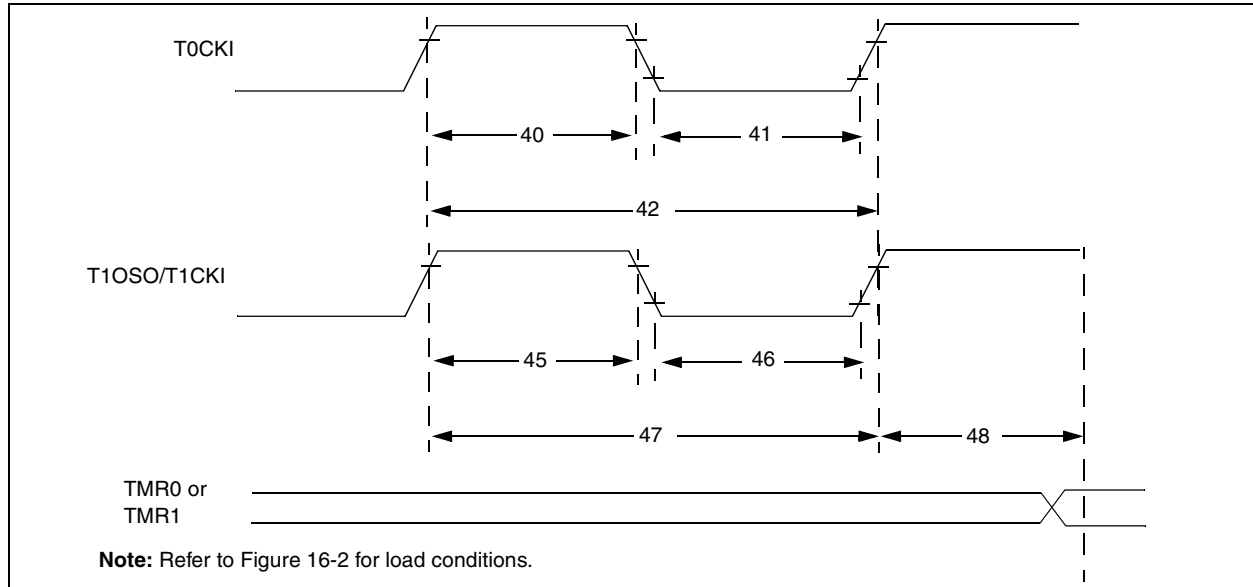 T0CKI
40
41
42
T1OSO/T1CKI
45
46
47
48
TMR0 or
TMR1
Note: Refer to Figure 16-2 for load conditions.